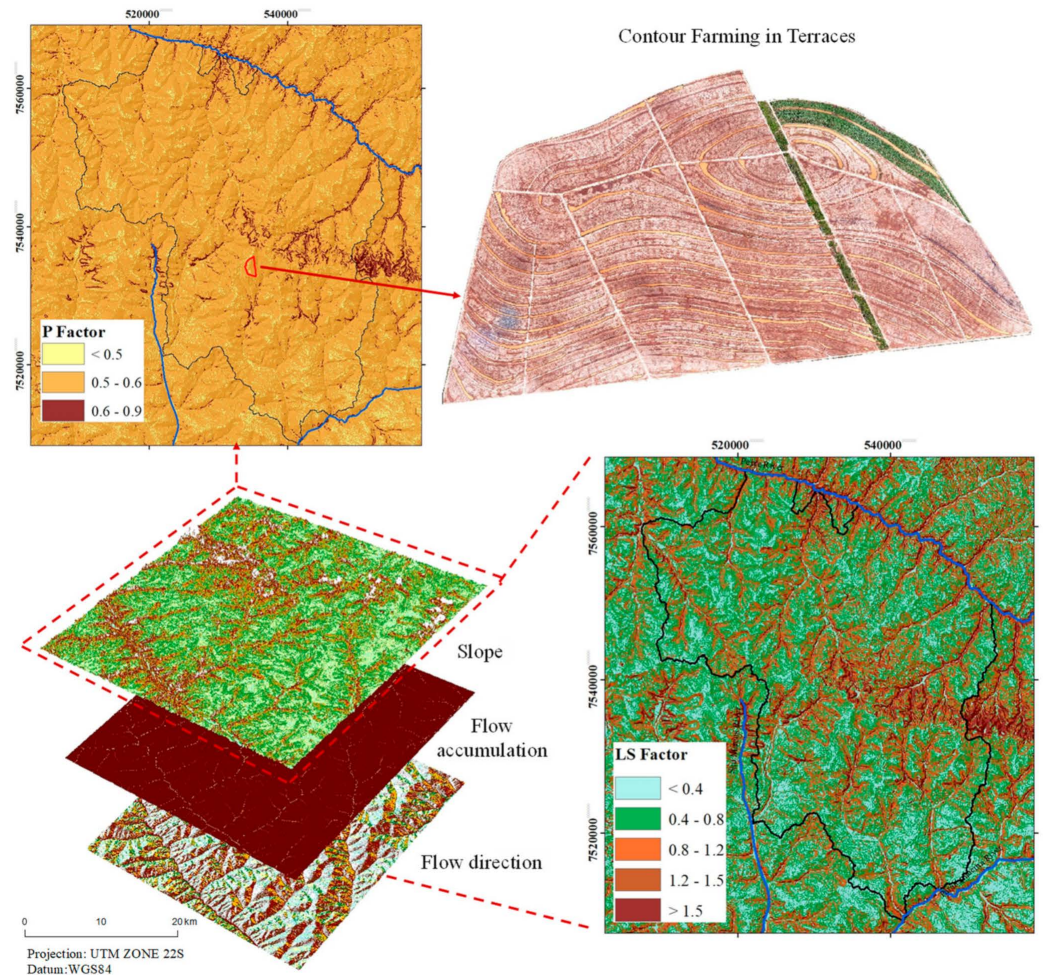 520000 540000
Contour Farming in Terraces
7560000
7540000
7520000
P Factor
< 0.5
0.5 - 0.6
0.6 - 0.9
520000 540000
7560000
7540000
7520000
Slope
Flow
accumulation
Flow direction
LS Factor
< 0.4
0.4 - 0.8
0.8 - 1.2
1.2 - 1.5
> 1.5
0 10 20 km
Projection: UTM ZONE 22S
Datum:WGS84